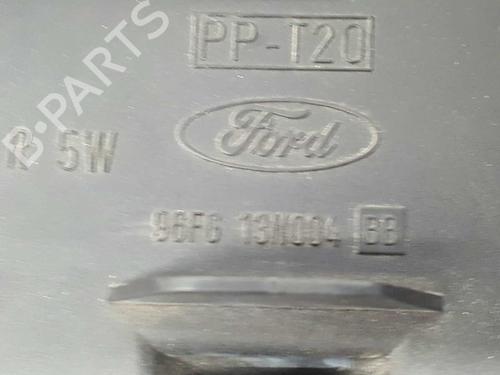 PP-T20
Ford
R 5W
96FG 13N004 BB
B-PARTS